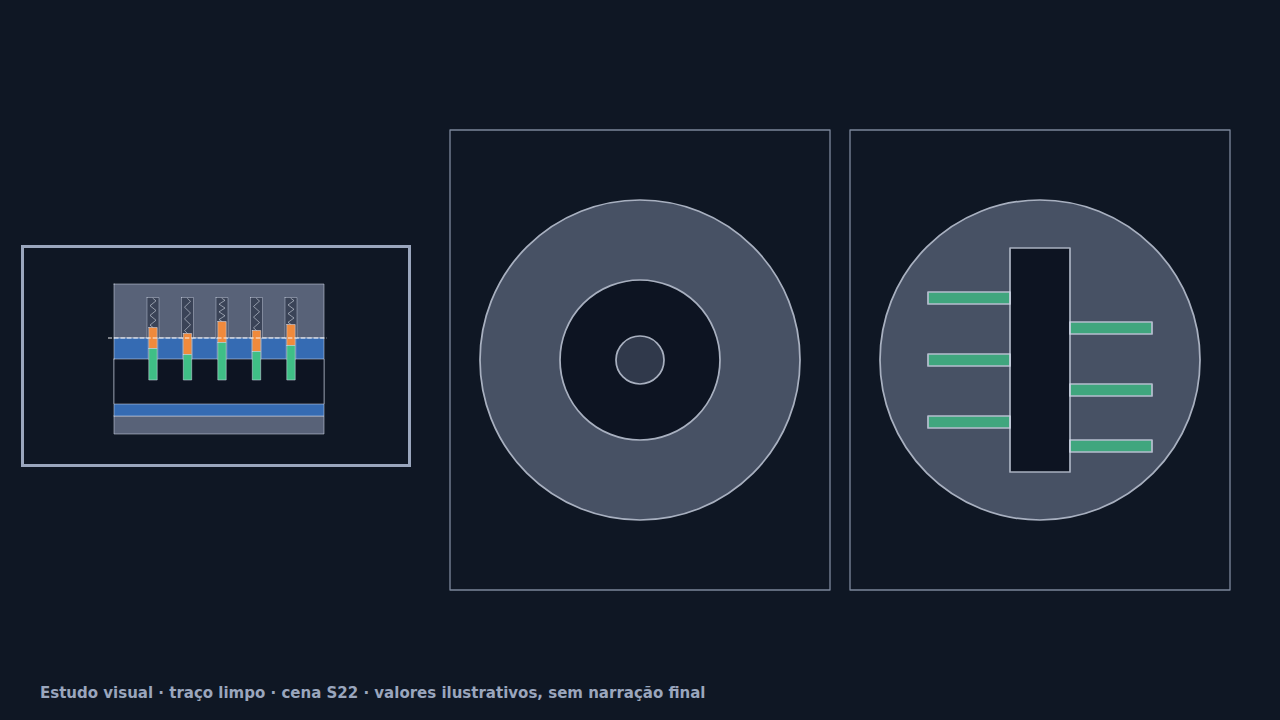 Estudo visual · traço limpo · cena S22 · valores ilustrativos, sem narração final